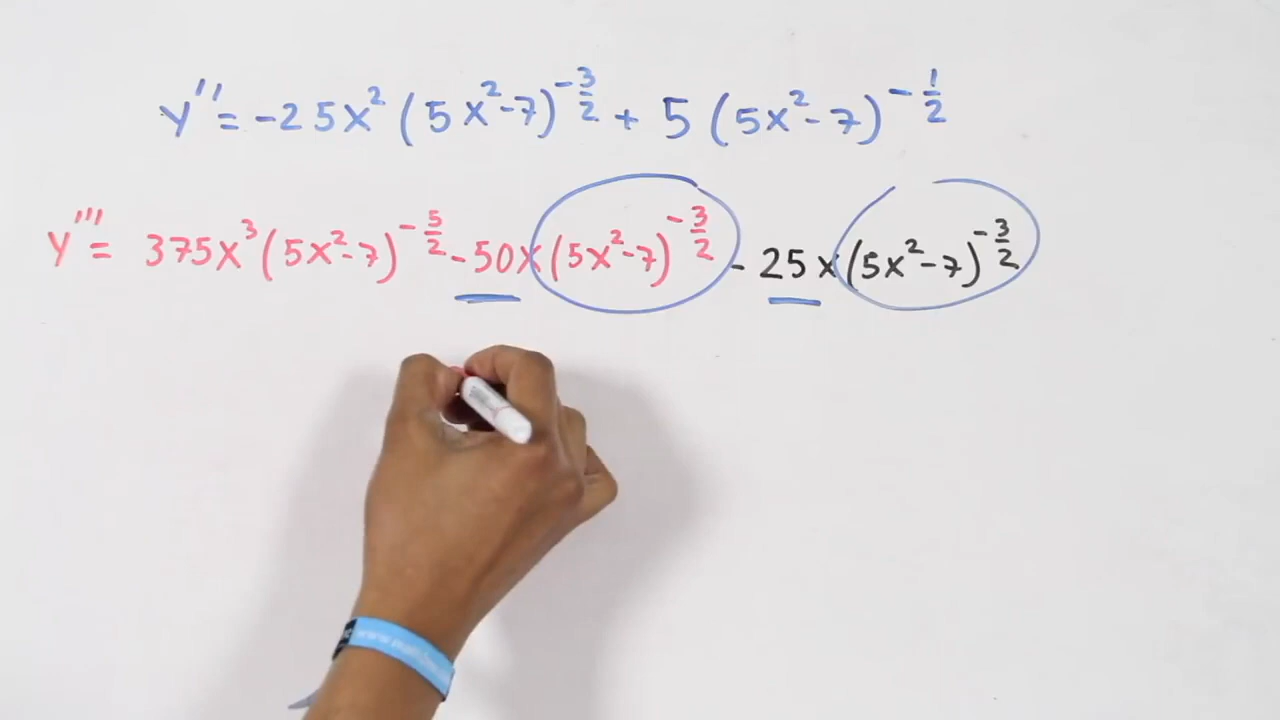 y'' = -25x² (5x²-7)^-3/2 + 5 (5x²-7)^-1/2
y''' = 375x³(5x²-7)^-5/2 - 50x(5x²-7)^-3/2 - 25x(5x²-7)^-3/2